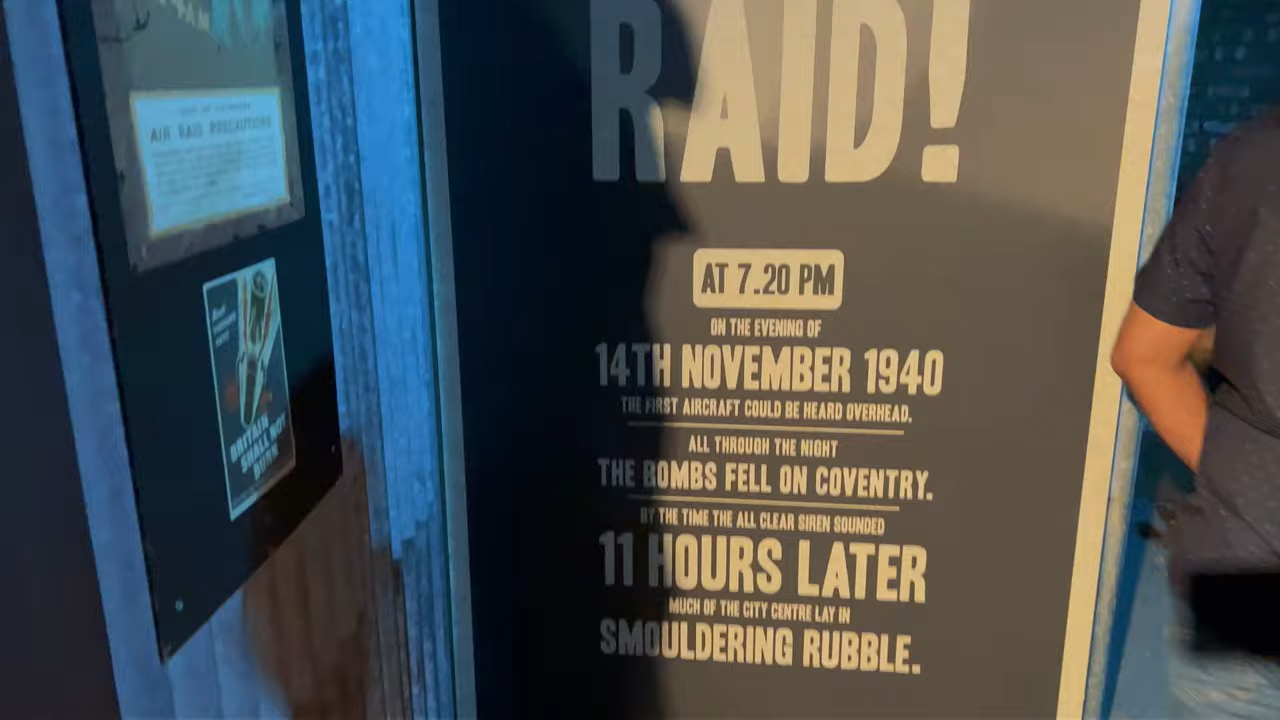 RAID!
AT 7.20 PM
ON THE EVENING OF
14TH NOVEMBER 1940
THE FIRST AIRCRAFT COULD BE HEARD OVERHEAD.
ALL THROUGH THE NIGHT
THE BOMBS FELL ON COVENTRY.
BY THE TIME THE ALL CLEAR SIREN SOUNDED
11 HOURS LATER
MUCH OF THE CITY CENTRE LAY IN
SMOULDERING RUBBLE.
AIR RAID PRECAUTIONS
BRITAIN
SHALL NOT
BURN